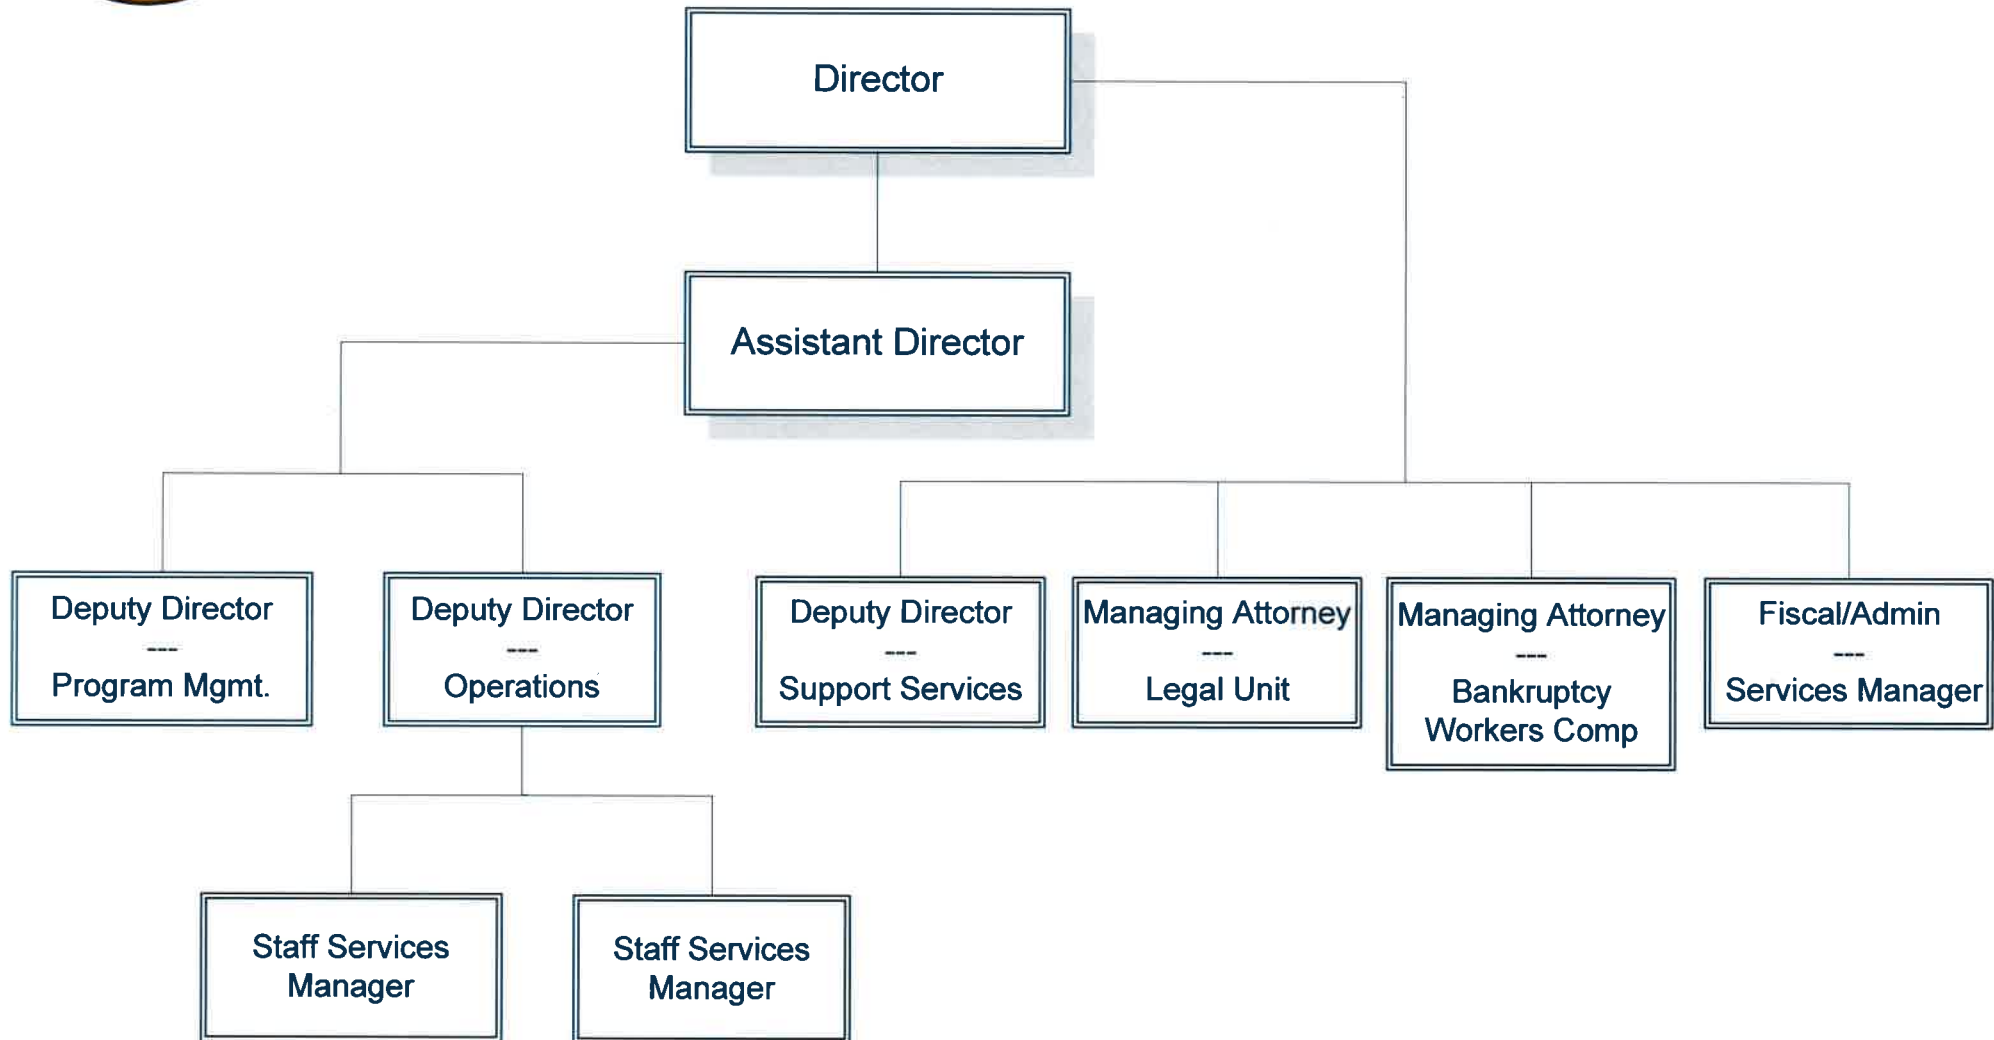 Director
Assistant Director
Deputy Director
---
Program Mgmt.
Deputy Director
---
Operations
Deputy Director
---
Support Services
Managing Attorney
---
Legal Unit
Managing Attorney
---
Bankruptcy
Workers Comp
Fiscal/Admin
---
Services Manager
Staff Services
Manager
Staff Services
Manager